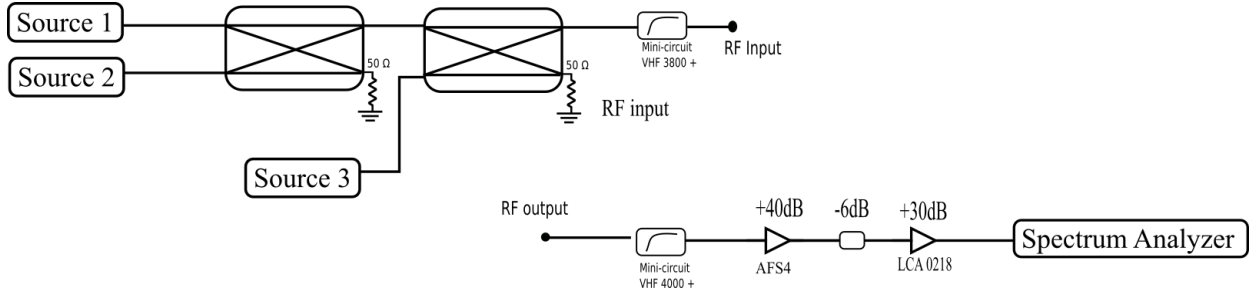 Source 1
Source 2
50 Ω
50 Ω
Mini-circuit
VHF 3800 +
RF Input
RF input
Source 3
RF output
Mini-circuit
VHF 4000 +
+40dB
AFS4
-6dB
+30dB
LCA 0218
Spectrum Analyzer